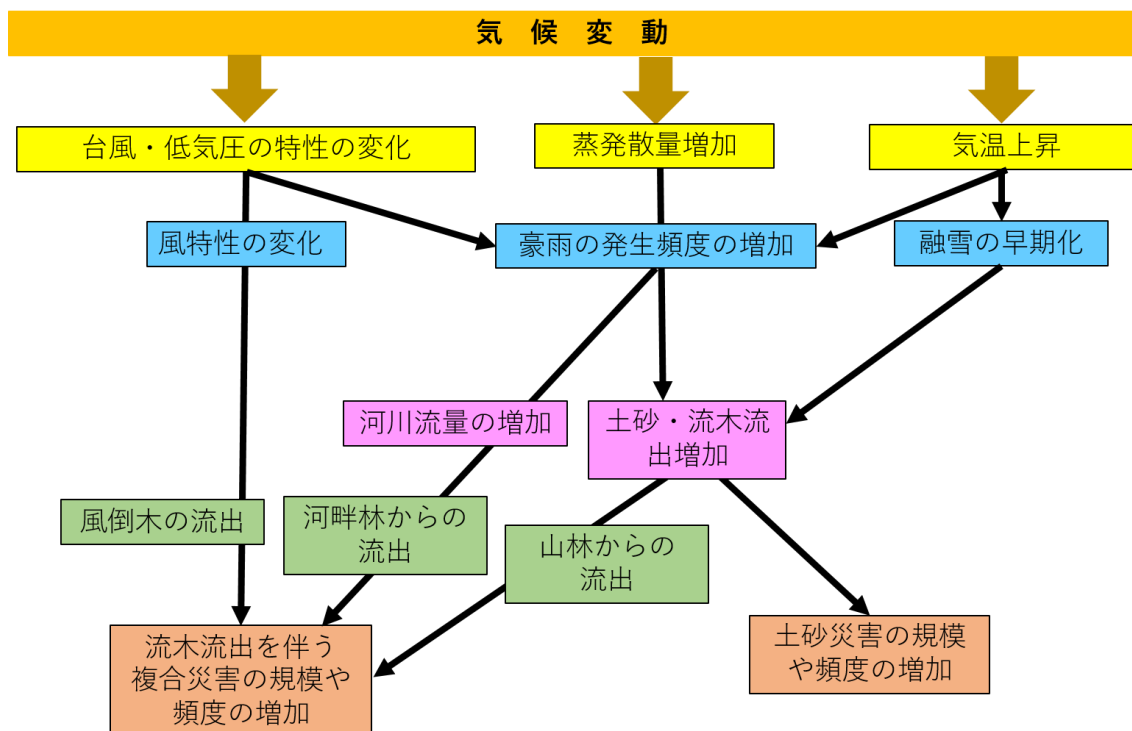 気候変動
台風・低気圧の特性の変化
蒸発散量増加
気温上昇
風特性の変化
豪雨の発生頻度の増加
融雪の早期化
河川流量の増加
土砂・流木流
出増加
風倒木の流出
河畔林からの
流出
山林からの
流出
流木流出を伴う
複合災害の規模や
頻度の増加
土砂災害の規模
や頻度の増加